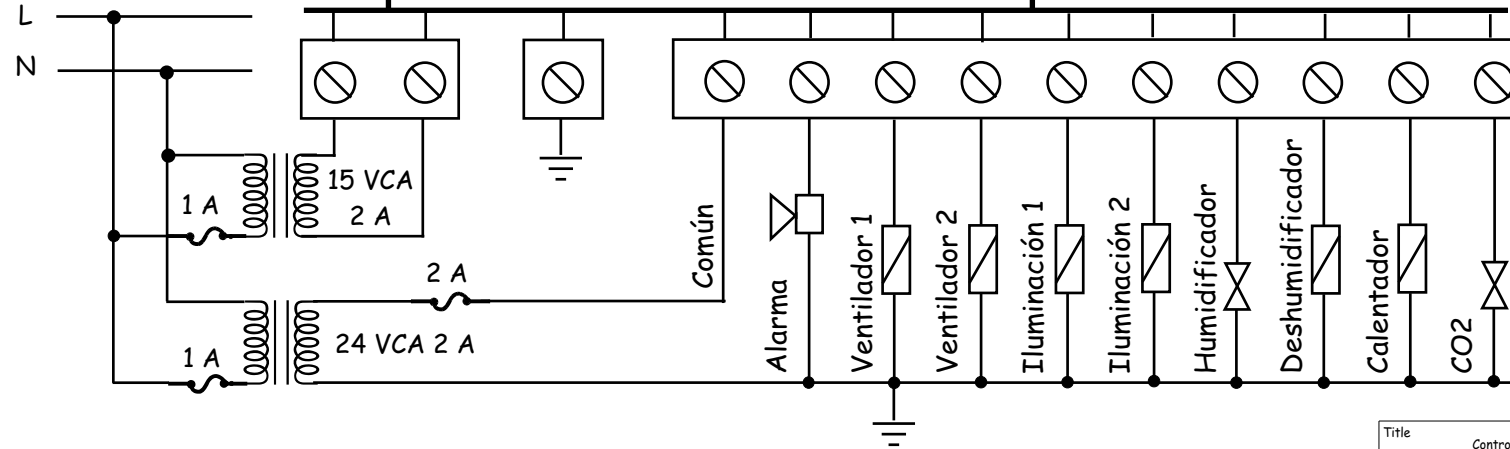 L
N
15 VCA
2 A
1 A
2 A
24 VCA 2 A
1 A
Común
Alarma
Ventilador 1
Ventilador 2
Iluminación 1
Iluminación 2
Humidificador
Deshumidificador
Calentador
CO2
Title
Contro